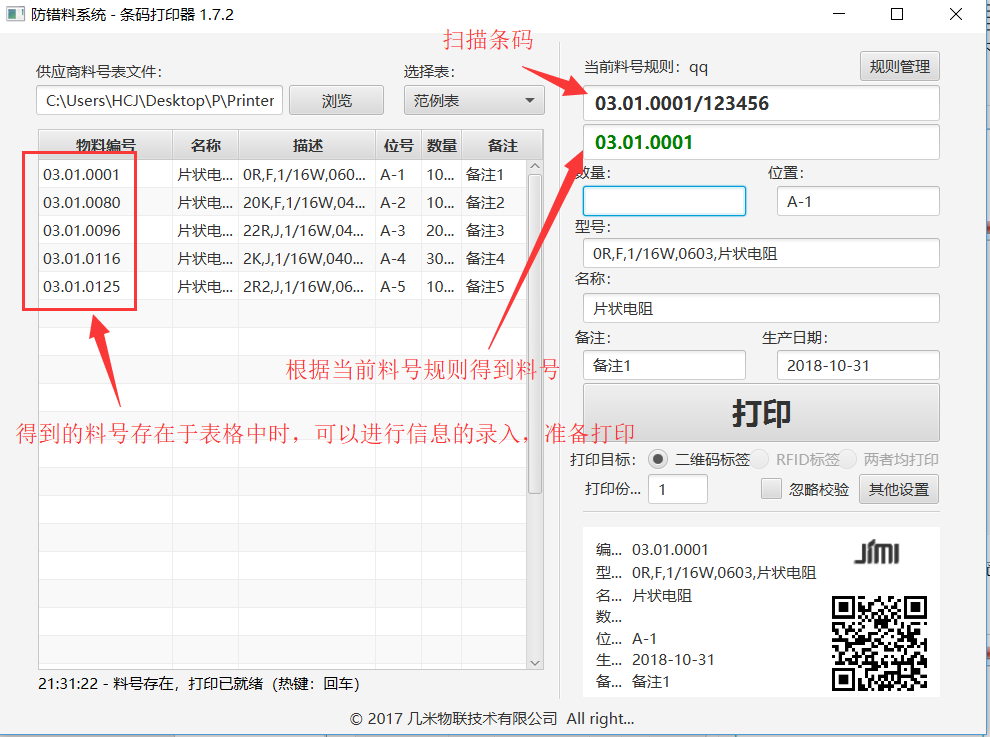 防错料系统 - 条码打印器 1.7.2
扫描条码
供应商料号表文件：
选择表：
当前料号规则：qq
规则管理
C:\Users\HCJ\Desktop\P\Printer
浏览
范例表
03.01.0001/123456
03.01.0001
物料编号 名称 描述 位号 数量 备注
03.01.0001 片状电... 0R,F,1/16W,060... A-1 10... 备注1
03.01.0080 片状电... 20K,F,1/16W,04... A-2 10... 备注2
03.01.0096 片状电... 22R,J,1/16W,04... A-3 20... 备注3
03.01.0116 片状电... 2K,J,1/16W,040... A-4 30... 备注4
03.01.0125 片状电... 2R2,J,1/16W,06... A-5 10... 备注5
数量：
位置：
A-1
型号：
0R,F,1/16W,0603,片状电阻
名称：
片状电阻
备注：
生产日期：
备注1
2018-10-31
根据当前料号规则得到料号
得到的料号存在于表格中时，可以进行信息的录入，准备打印
打印
打印目标：
二维码标签
RFID标签
两者均打印
打印份...
1
忽略校验
其他设置
编... 03.01.0001
型... 0R,F,1/16W,0603,片状电阻
名... 片状电阻
数...
位... A-1
生... 2018-10-31
备... 备注1
JIMI
21:31:22 - 料号存在，打印已就绪（热键：回车）
© 2017 几米物联技术有限公司 All right...